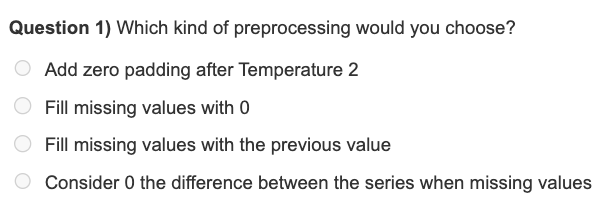 Question 1) Which kind of preprocessing would you choose?
Add zero padding after Temperature 2
Fill missing values with 0
Fill missing values with the previous value
Consider 0 the difference between the series when missing values